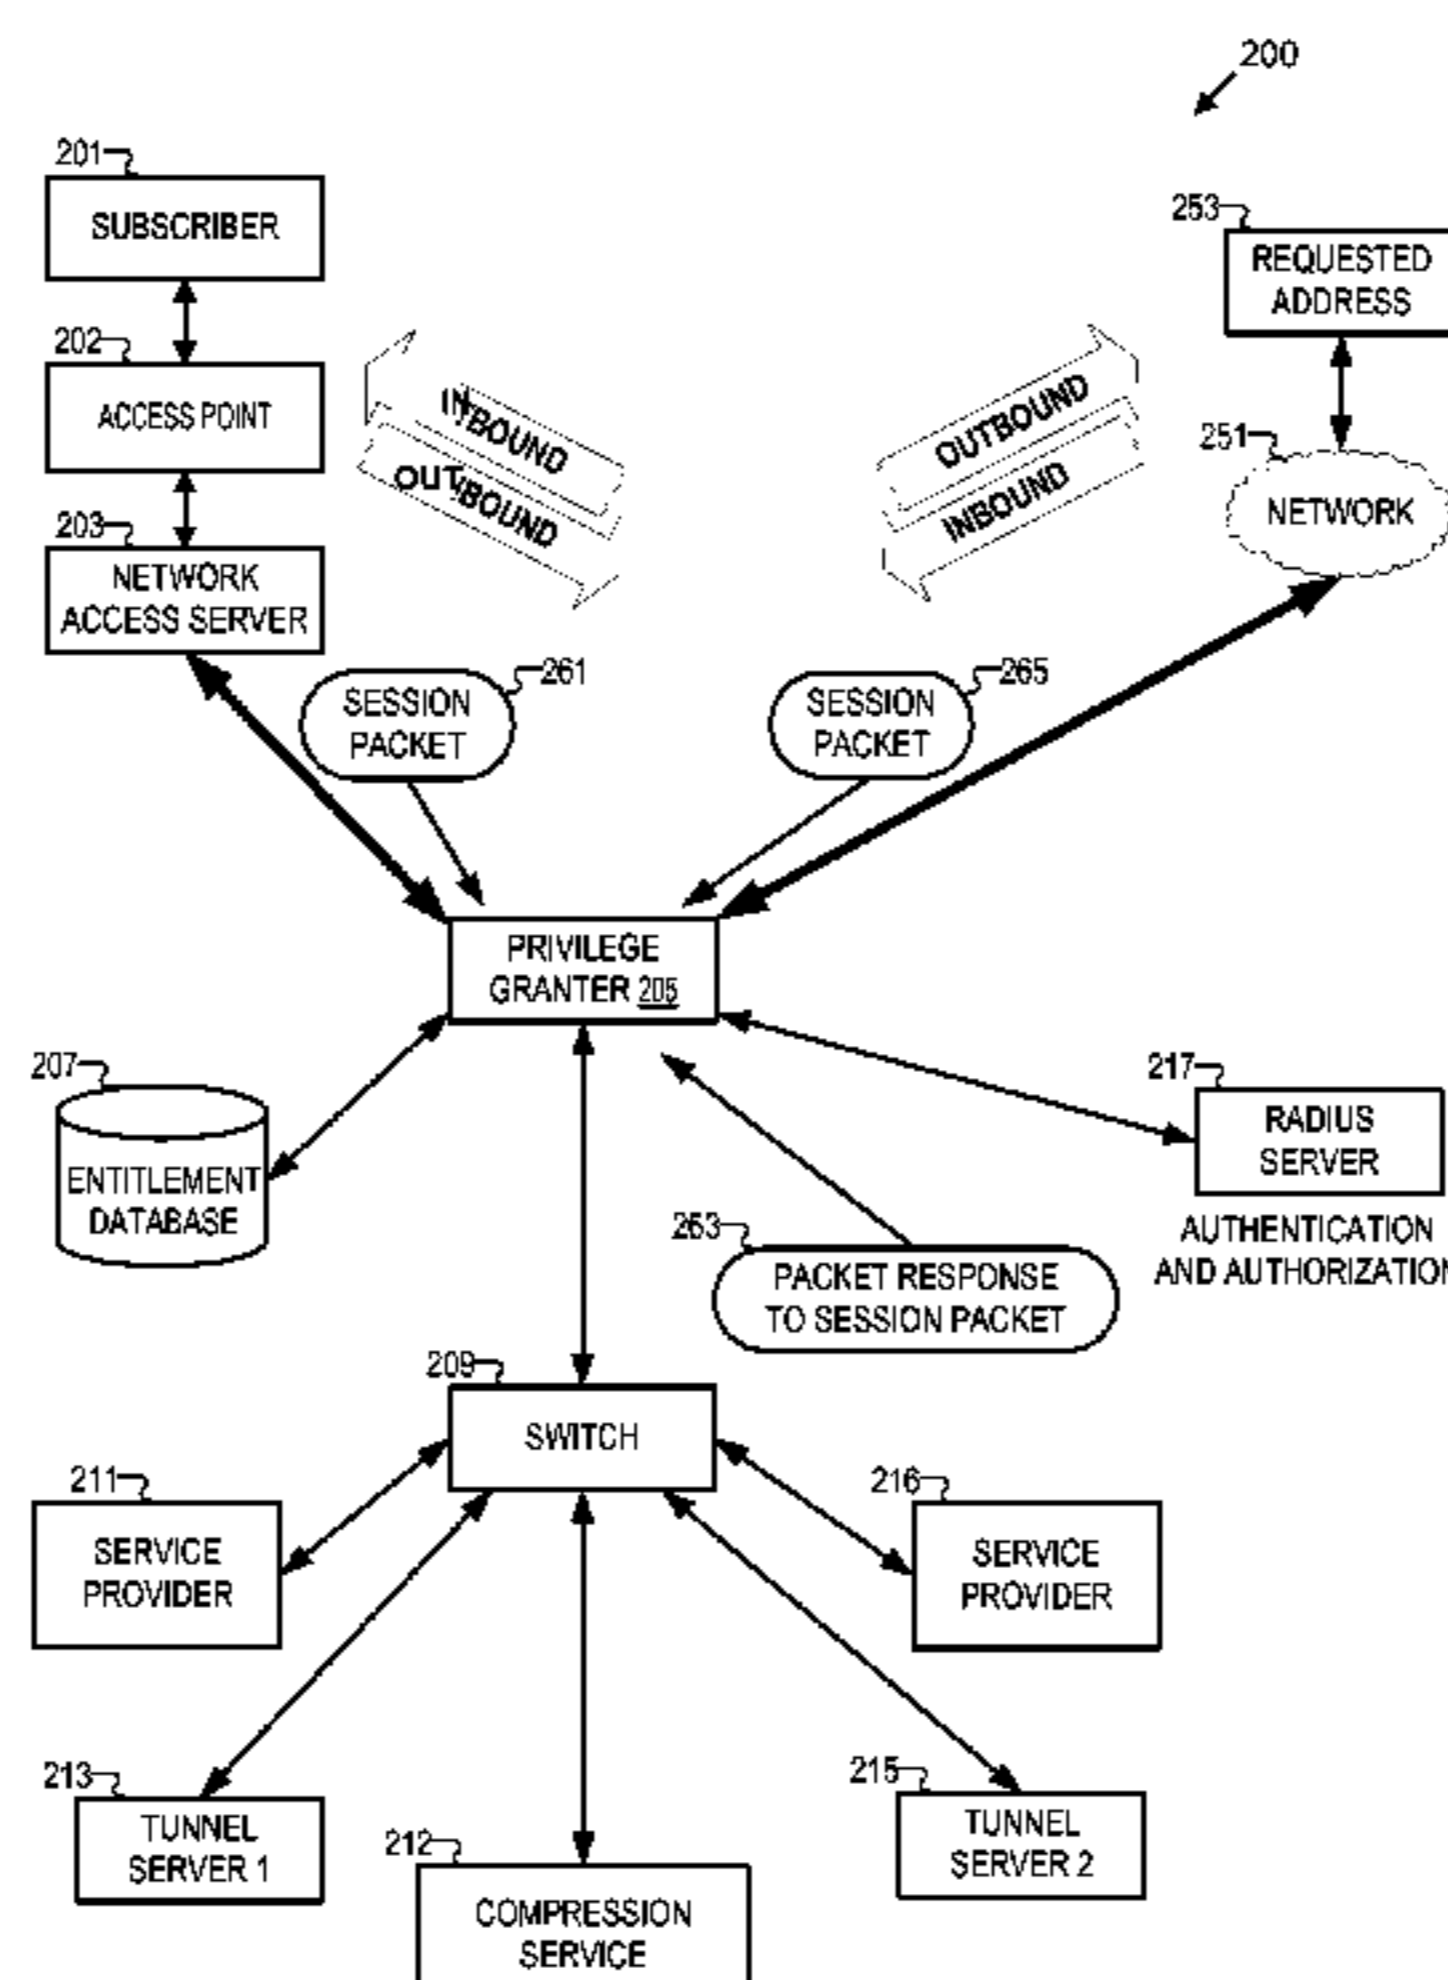 200
201
SUBSCRIBER
253
REQUESTED
ADDRESS
202
ACCESS POINT
INBOUND
OUTBOUND
OUTBOUND
INBOUND
251
NETWORK
203
NETWORK
ACCESS SERVER
261
SESSION
PACKET
265
SESSION
PACKET
PRIVILEGE
GRANTER 205
207
ENTITLEMENT
DATABASE
217
RADIUS
SERVER
AUTHENTICATION
AND AUTHORIZATION
263
PACKET RESPONSE
TO SESSION PACKET
209
SWITCH
211
SERVICE
PROVIDER
216
SERVICE
PROVIDER
213
TUNNEL
SERVER 1
212
COMPRESSION
SERVICE
215
TUNNEL
SERVER 2